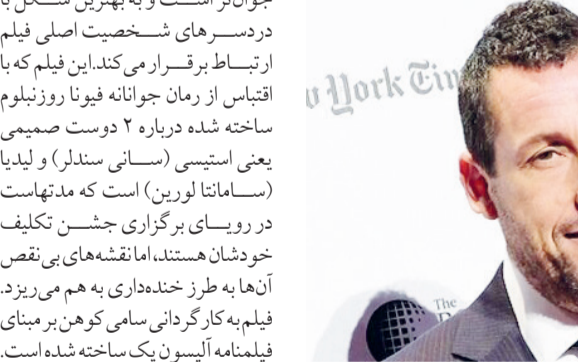 جوان‌تر است و به بهترین شکل با
دردسرهای شخصیت اصلی فیلم
ارتباط برقرار می‌کند.این فیلم که با
اقتباس از رمان جوانانه فیونا روزنبلوم
ساخته شده درباره ۲ دوست صمیمی
یعنی استیسی (سانی سندلر) و لیدیا
(سامانتا لورین) است که مدتهاست
در رویای برگزاری جشن تکلیف
خودشان هستند، اما نقشه‌های بی‌نقص
آن‌ها به طرز خنده‌داری به هم می‌ریزد.
فیلم به کارگردانی سامی کوهن بر مبنای
فیلمنامه آلیسون یک ساخته شده است.
York Tim
The